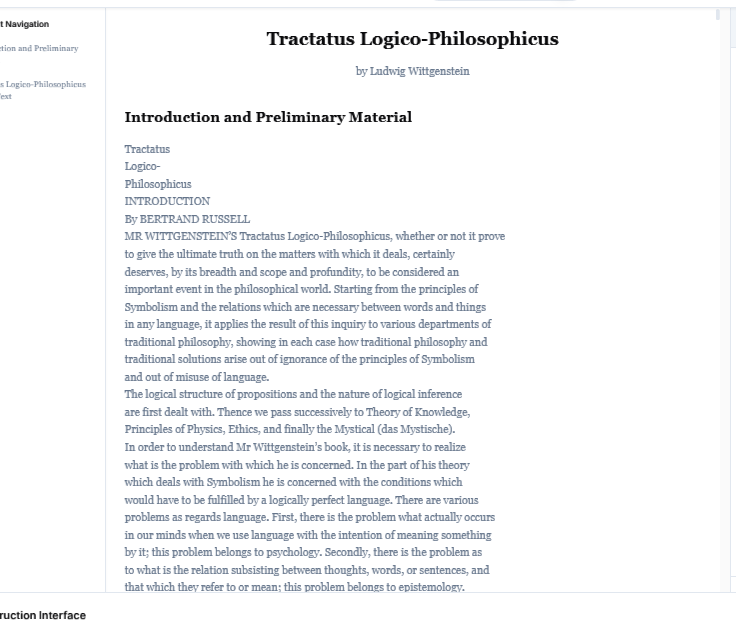 t Navigation
ction and Preliminary
s Logico-Philosophicus
Text
Tractatus Logico-Philosophicus
by Ludwig Wittgenstein
Introduction and Preliminary Material
Tractatus
Logico-
Philosophicus
INTRODUCTION
By BERTRAND RUSSELL
MR WITTGENSTEIN'S Tractatus Logico-Philosophicus, whether or not it prove
to give the ultimate truth on the matters with which it deals, certainly
deserves, by its breadth and scope and profundity, to be considered an
important event in the philosophical world. Starting from the principles of
Symbolism and the relations which are necessary between words and things
in any language, it applies the result of this inquiry to various departments of
traditional philosophy, showing in each case how traditional philosophy and
traditional solutions arise out of ignorance of the principles of Symbolism
and out of misuse of language.
The logical structure of propositions and the nature of logical inference
are first dealt with. Thence we pass successively to Theory of Knowledge,
Principles of Physics, Ethics, and finally the Mystical (das Mystische).
In order to understand Mr Wittgenstein's book, it is necessary to realize
what is the problem with which he is concerned. In the part of his theory
which deals with Symbolism he is concerned with the conditions which
would have to be fulfilled by a logically perfect language. There are various
problems as regards language. First, there is the problem what actually occurs
in our minds when we use language with the intention of meaning something
by it; this problem belongs to psychology. Secondly, there is the problem as
to what is the relation subsisting between thoughts, words, or sentences, and
that which they refer to or mean; this problem belongs to epistemology.
ruction Interface